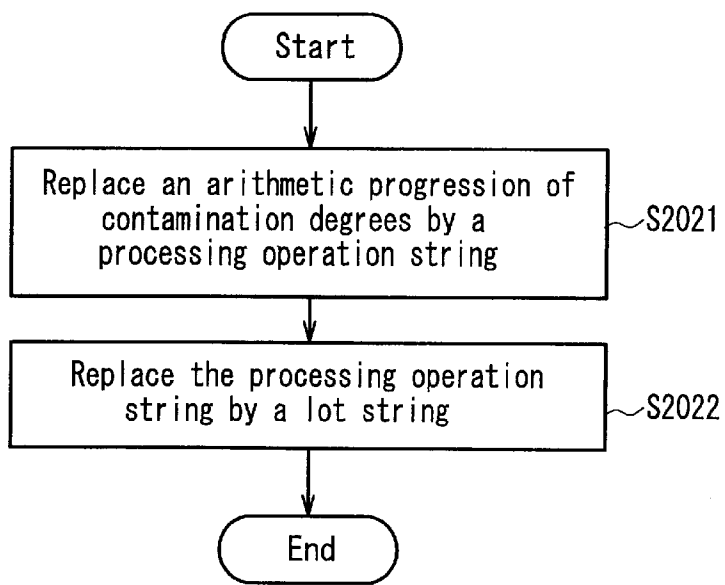 Start
Replace an arithmetic progression of
contamination degrees by a
processing operation string
S2021
Replace the processing operation
string by a lot string
S2022
End